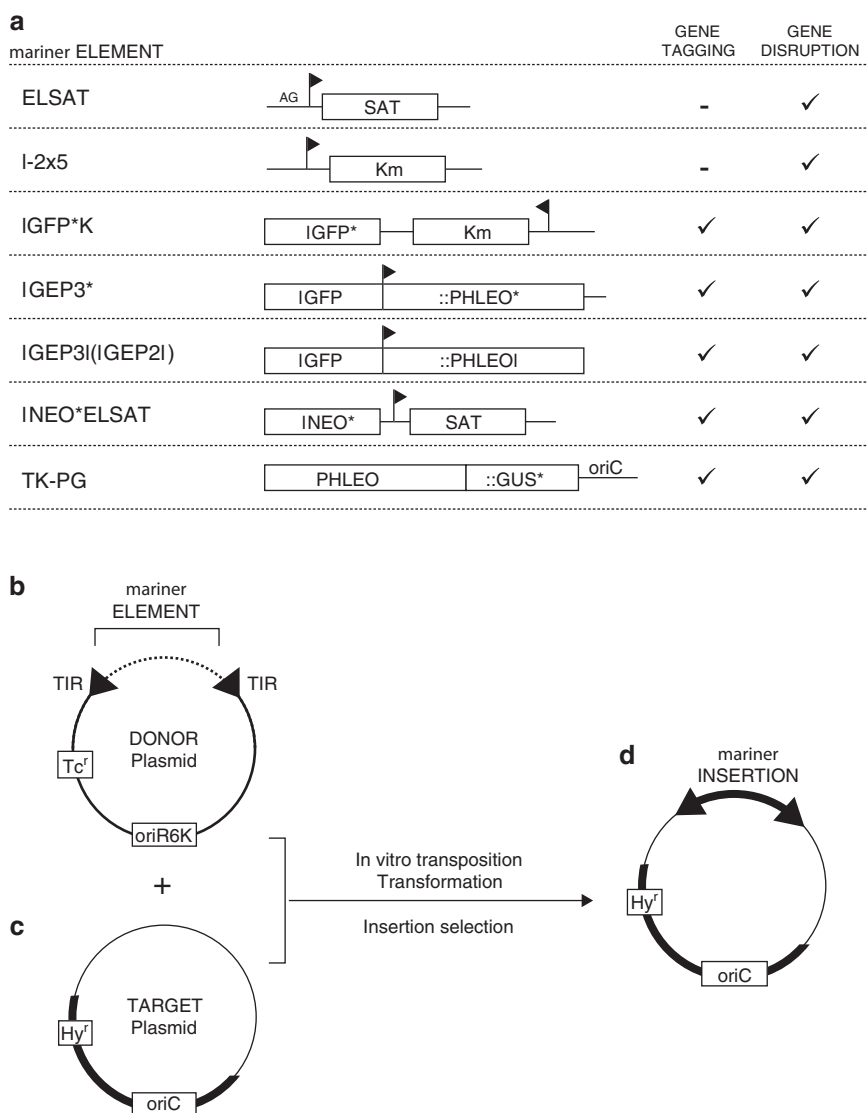 a
mariner ELEMENT
GENE TAGGING
GENE DISRUPTION
ELSAT
AG
SAT
-
✓
I-2x5
Km
-
✓
IGFP*K
IGFP*
Km
✓
✓
IGEP3*
IGFP
::PHLEO*
✓
✓
IGEP3I(IGEP2I)
IGFP
::PHLEOI
✓
✓
INEO*ELSAT
INEO*
SAT
✓
✓
TK-PG
PHLEO
::GUS*
oriC
✓
✓
b
mariner
ELEMENT
TIR
TIR
DONOR
Plasmid
Tcr
oriR6K
+
c
TARGET
Plasmid
Hyr
oriC
In vitro transposition
Transformation
Insertion selection
d
mariner
INSERTION
Hyr
oriC